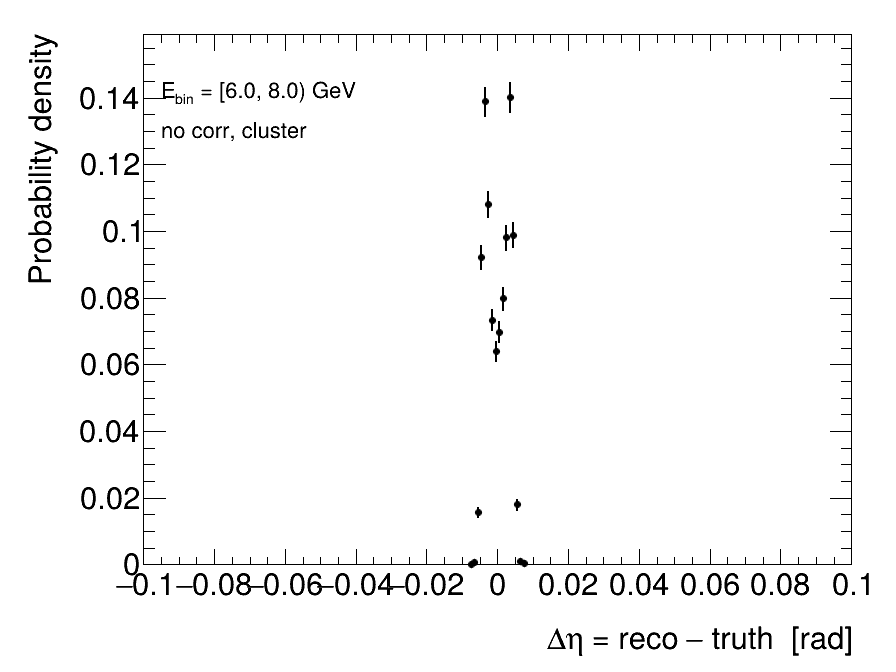 Probability density
E_bin = [6.0, 8.0) GeV
no corr, cluster
0.14
0.12
0.1
0.08
0.06
0.04
0.02
0
−0.1 −0.08 −0.06 −0.04 −0.02 0 0.02 0.04 0.06 0.08 0.1
Δη = reco − truth [rad]